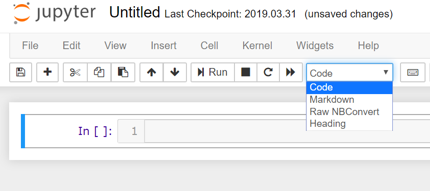 jupyter Untitled Last Checkpoint: 2019.03.31 (unsaved changes)
File Edit View Insert Cell Kernel Widgets Help
Run Code
Code
Markdown
Raw NBConvert
Heading
In [ ]: 1